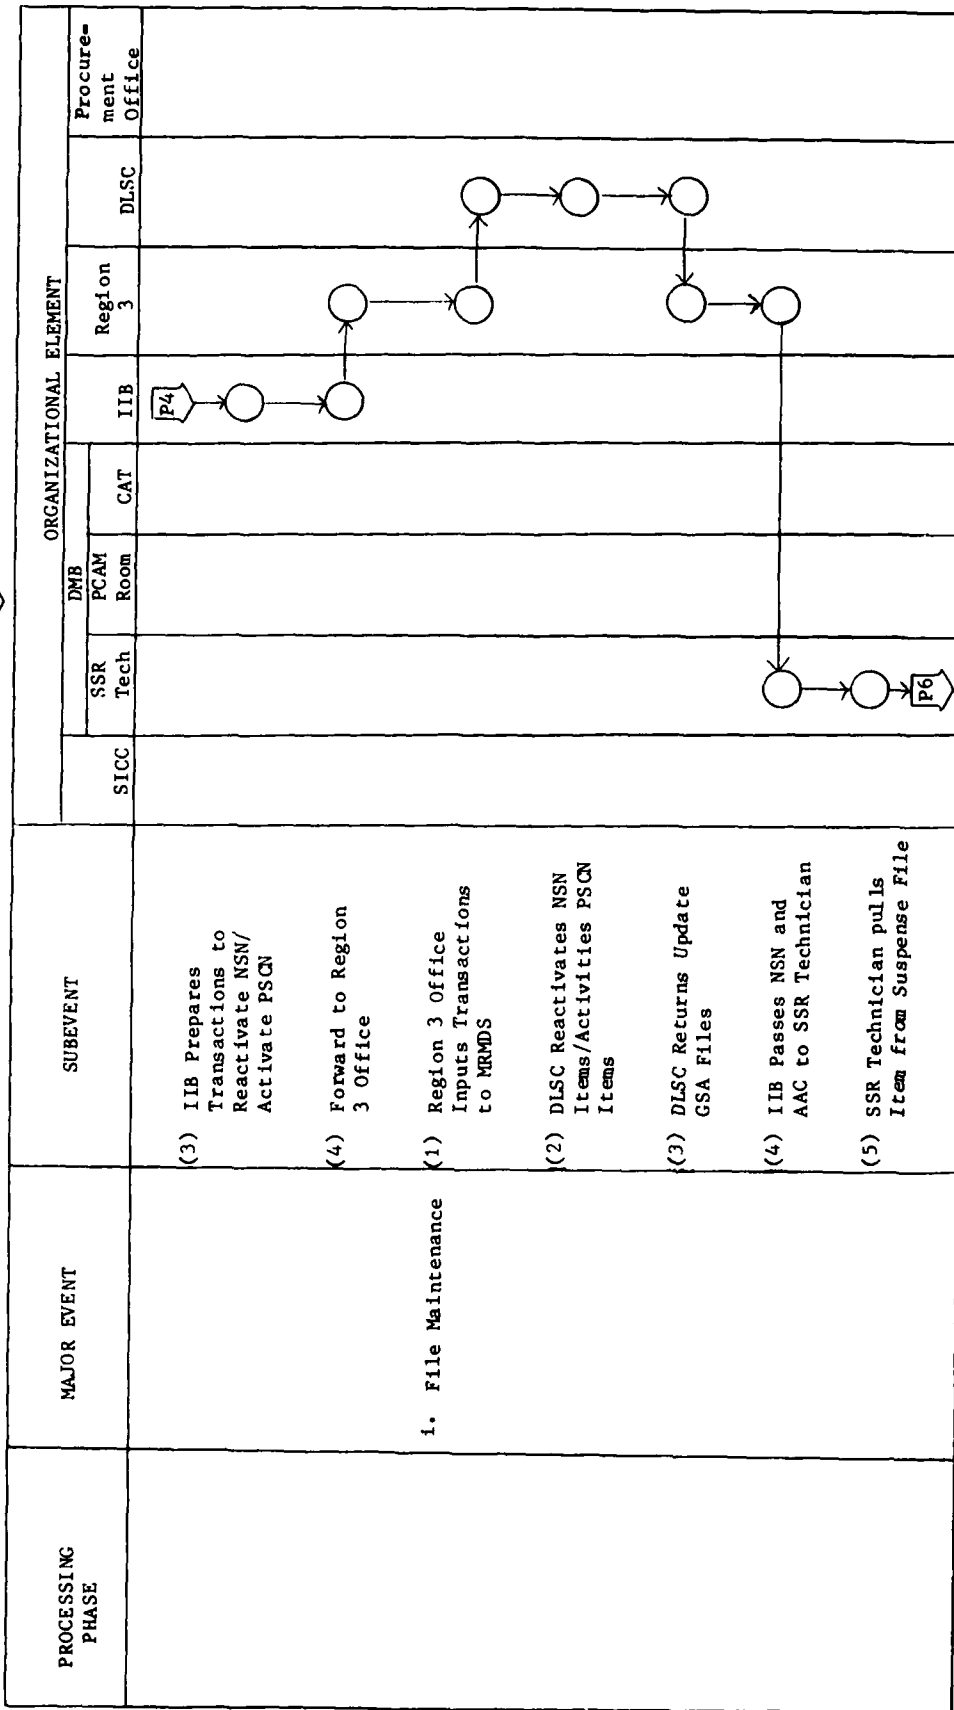 PROCESSING
PHASE
MAJOR EVENT
SUBEVENT
ORGANIZATIONAL ELEMENT
SICC
DMB
SSR
Tech
PCAM
Room
CAT
IIB
Region
3
DLSC
Procure-
ment
Office
P4
(3) IIB Prepares
Transactions to
Reactivate NSN/
Activate PSCN
(4) Forward to Region
3 Office
i. File Maintenance
(1) Region 3 Office
Inputs Transactions
to MRMDS
(2) DLSC Reactivates NSN
Items/Activities PSCN
Items
(3) DLSC Returns Update
GSA Files
(4) IIB Passes NSN and
AAC to SSR Technician
(5) SSR Technician pulls
Item from Suspense File
P6